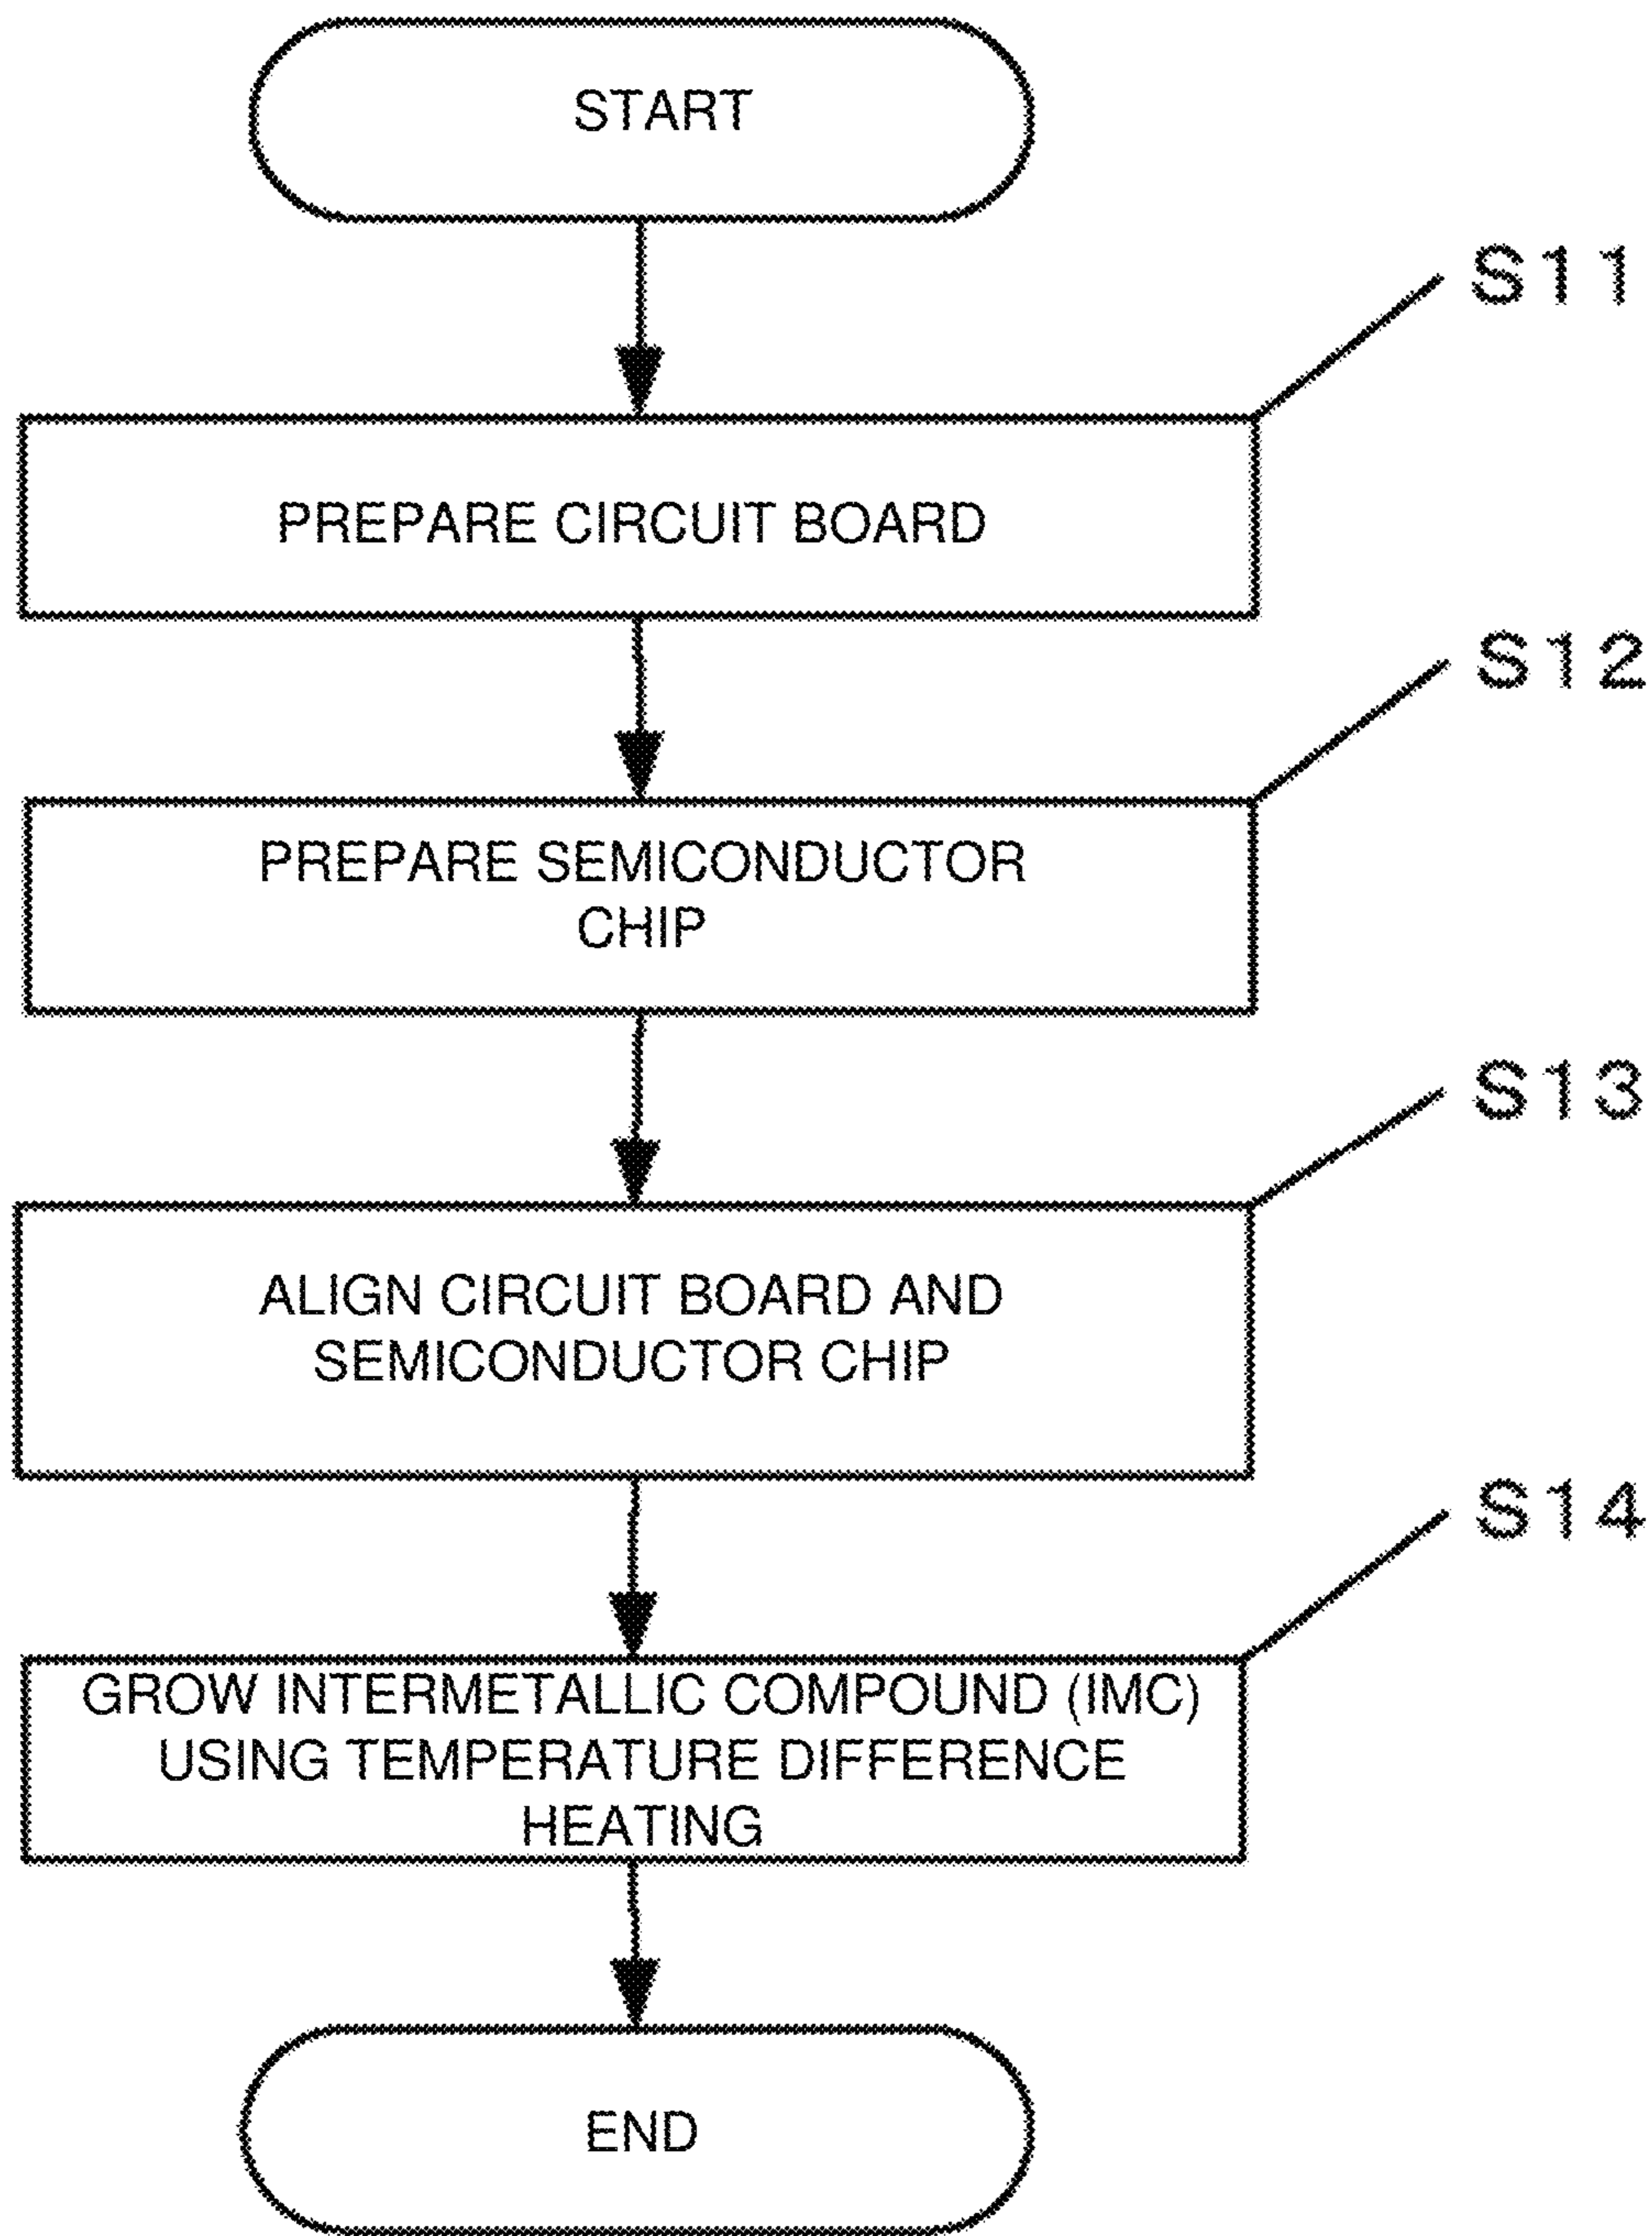 START
S11
PREPARE CIRCUIT BOARD
S12
PREPARE SEMICONDUCTOR
CHIP
S13
ALIGN CIRCUIT BOARD AND
SEMICONDUCTOR CHIP
S14
GROW INTERMETALLIC COMPOUND (IMC)
USING TEMPERATURE DIFFERENCE
HEATING
END